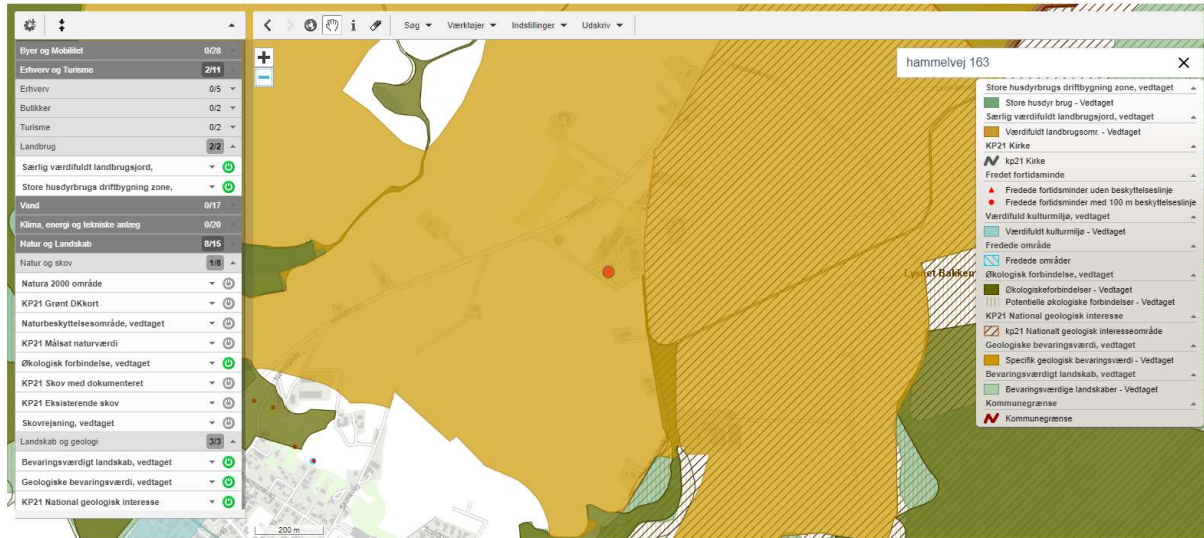 Søg
Værktøjer
Indstillinger
Udskriv
Byer og Mobilitet 0/28
Erhverv og Turisme 2/11
Erhverv 0/5
Butikker 0/2
Turisme 0/2
Landbrug 2/2
Særlig værdifuldt landbrugsjord,
Store husdyrbrugs driftbygning zone,
Vand 0/17
Klima, energi og tekniske anlæg 0/20
Natur og Landskab 8/15
Natur og skov 1/8
Natura 2000 område
KP21 Grønt DKkort
Naturbeskyttelsesområde, vedtaget
KP21 Målsat naturværdi
Økologisk forbindelse, vedtaget
KP21 Skov med dokumenteret
KP21 Eksisterende skov
Skovrejsning, vedtaget
Landskab og geologi 3/3
Bevaringsværdigt landskab, vedtaget
Geologiske bevaringsværdi, vedtaget
KP21 National geologisk interesse
200 m
Lysnet Bakken
hammelvej 163
Store husdyrbrugs driftbygning zone, vedtaget
Store husdyr brug - Vedtaget
Særlig værdifuldt landbrugsjord, vedtaget
Værdifuldt landbrugsomr. - Vedtaget
KP21 Kirke
kp21 Kirke
Fredet fortidsminde
Fredede fortidsminder uden beskyttelseslinje
Fredede fortidsminder med 100 m beskyttelseslinje
Værdifuld kulturmiljø, vedtaget
Værdifuldt kulturmiljø - Vedtaget
Fredede område
Fredede områder
Økologisk forbindelse, vedtaget
Økologiskeforbindelser - Vedtaget
Potentielle økologiske forbindelser - Vedtaget
KP21 National geologisk interesse
kp21 Nationalt geologisk interesseområde
Geologiske bevaringsværdi, vedtaget
Specifik geologisk bevaringsværdi - Vedtaget
Bevaringsværdigt landskab, vedtaget
Bevaringsværdige landskaber - Vedtaget
Kommunegrænse
Kommunegrænse